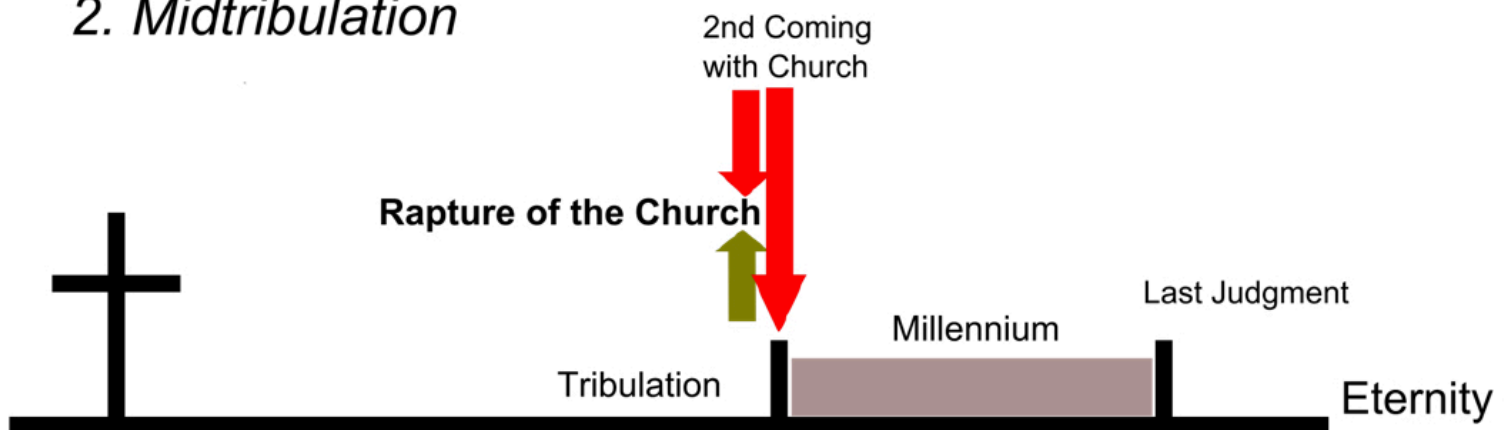 2. Midtribulation
2nd Coming
with Church
Rapture of the Church
Last Judgment
Millennium
Tribulation
Eternity